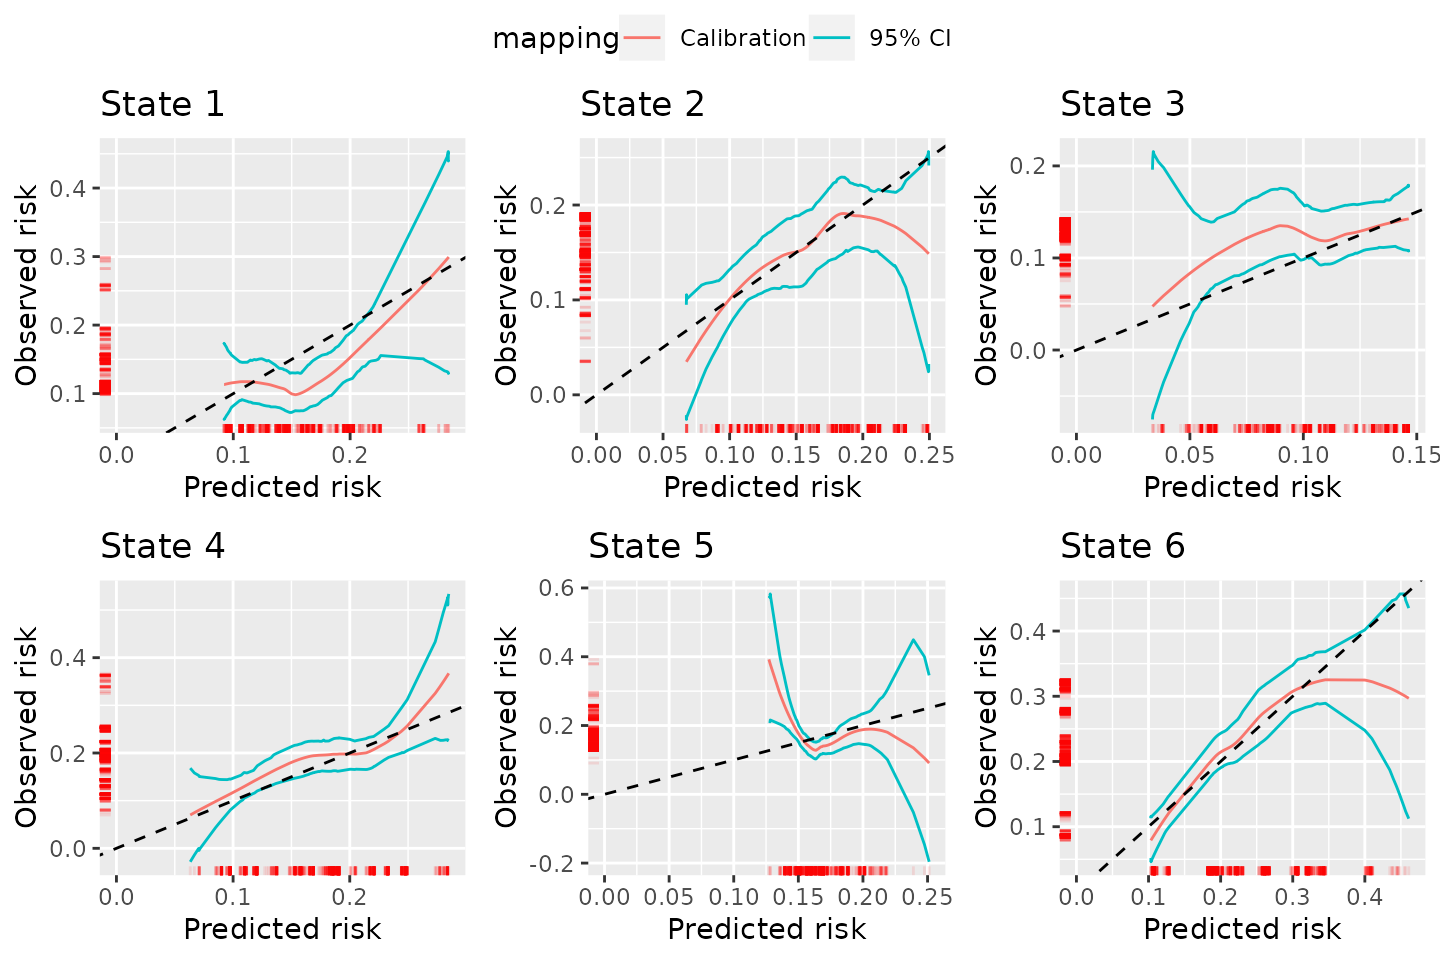 mapping Calibration 95% CI
State 1 State 2 State 3
Observed risk
0.4
0.3
0.2
0.1
0.0 0.1 0.2
Predicted risk
Observed risk
0.2
0.1
0.0
0.00 0.05 0.10 0.15 0.20 0.25
Predicted risk
Observed risk
0.2
0.1
0.0
0.00 0.05 0.10 0.15
Predicted risk
State 4 State 5 State 6
Observed risk
0.4
0.2
0.0
0.0 0.1 0.2
Predicted risk
Observed risk
0.6
0.4
0.2
0.0
-0.2
0.00 0.05 0.10 0.15 0.20 0.25
Predicted risk
Observed risk
0.4
0.3
0.2
0.1
0.0 0.1 0.2 0.3 0.4
Predicted risk